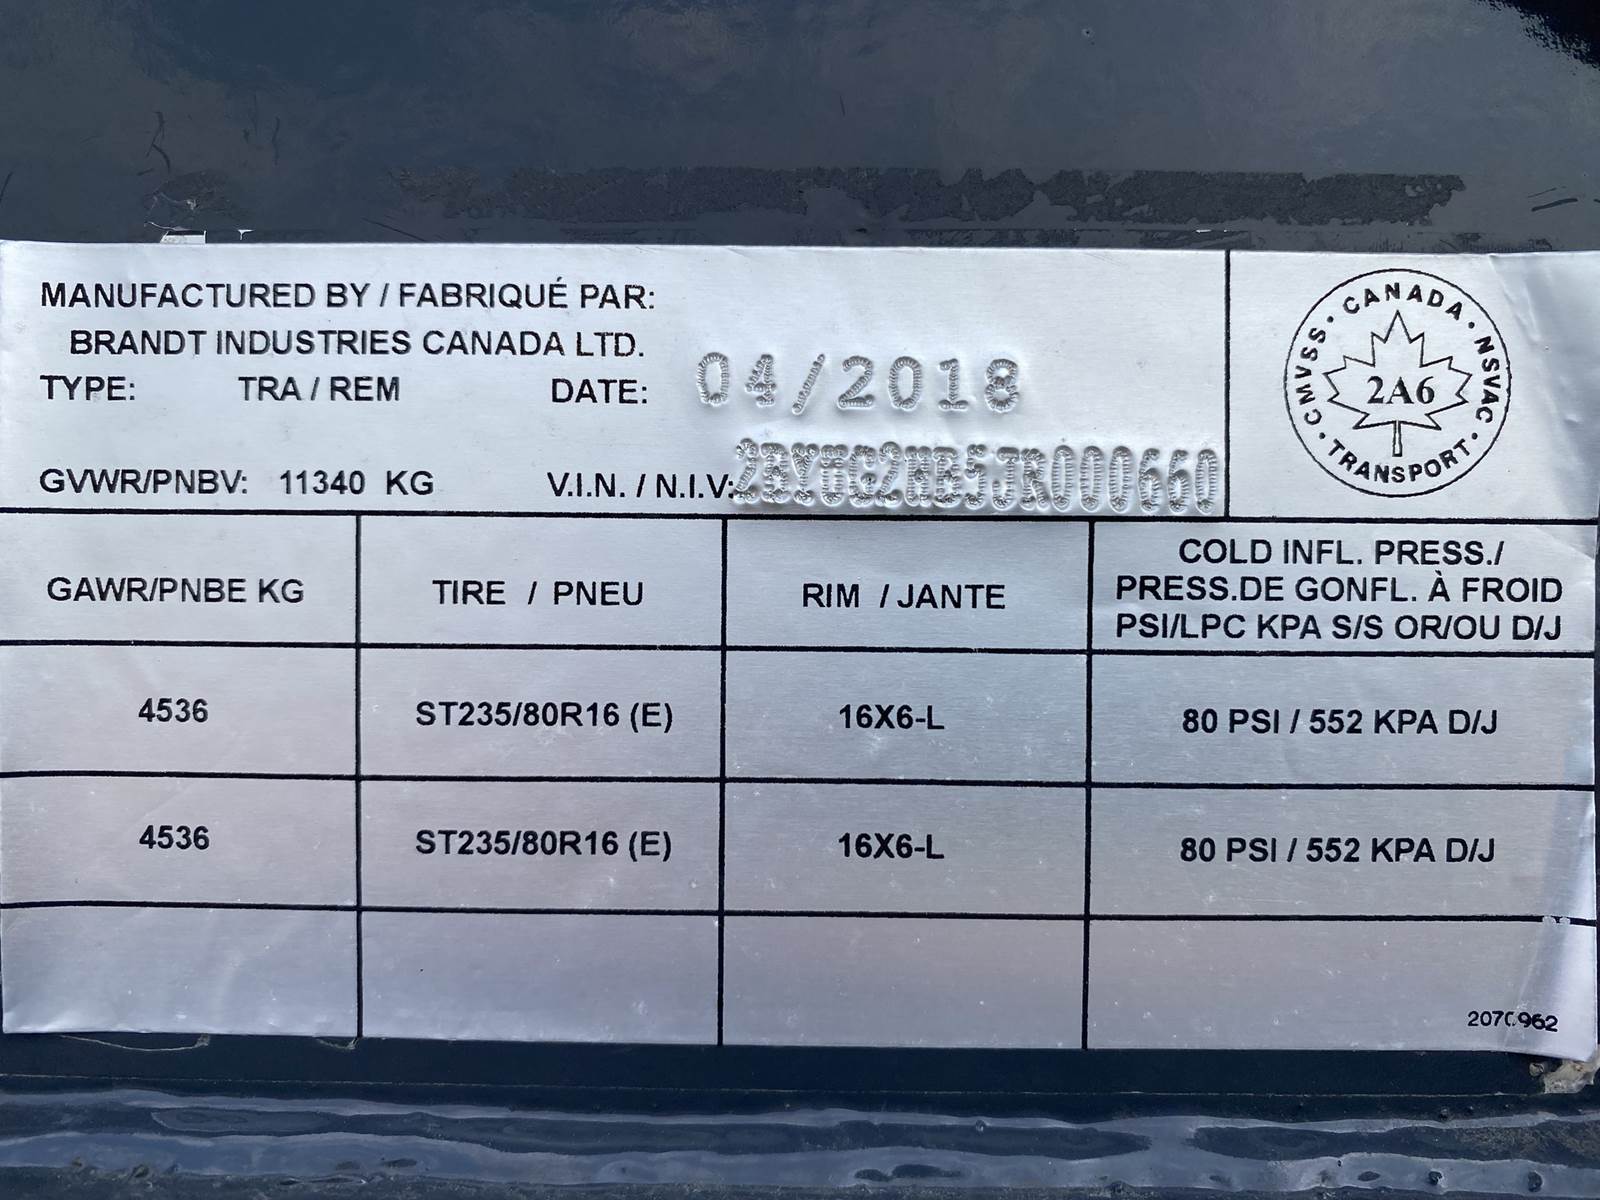 MANUFACTURED BY / FABRIQUÉ PAR:
BRANDT INDUSTRIES CANADA LTD.
TYPE: TRA / REM DATE: 04/2018
GVWR/PNBV: 11340 KG V.I.N. / N.I.V: 2BYUG2HB5JR000660
CMVSS · CANADA · NSVAC · TRANSPORT ·
2A6
GAWR/PNBE KG TIRE / PNEU RIM / JANTE COLD INFL. PRESS./
PRESS.DE GONFL. À FROID
PSI/LPC KPA S/S OR/OU D/J
4536 ST235/80R16 (E) 16X6-L 80 PSI / 552 KPA D/J
4536 ST235/80R16 (E) 16X6-L 80 PSI / 552 KPA D/J
2070962